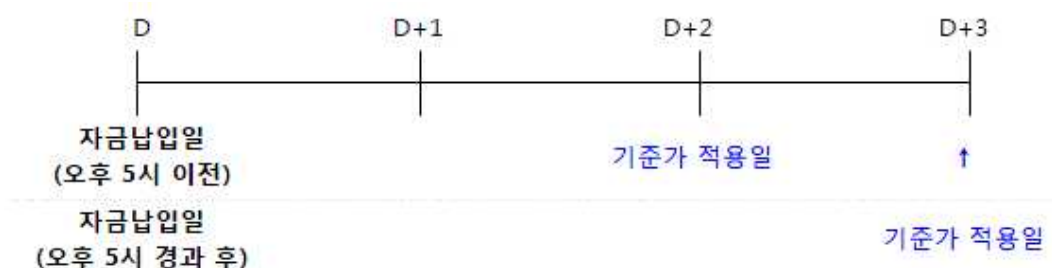 D D+1 D+2 D+3
자금납입일
(오후 5시 이전)
기준가 적용일 ↑
자금납입일
(오후 5시 경과 후)
기준가 적용일